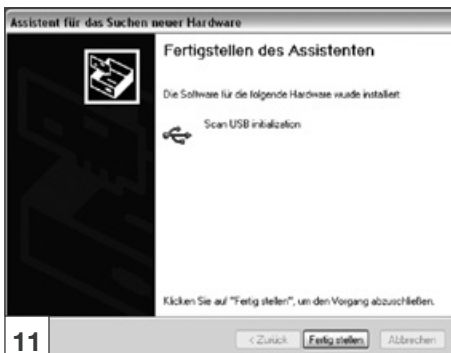 Assistent für das Suchen neuer Hardware
Fertigstellen des Assistenten
Die Software für die folgende Hardware wurde installiert:
Scan USB initialization
Klicken Sie auf "Fertig stellen", um den Vorgang abzuschließen.
< Zurück Fertig stellen Abbrechen
11